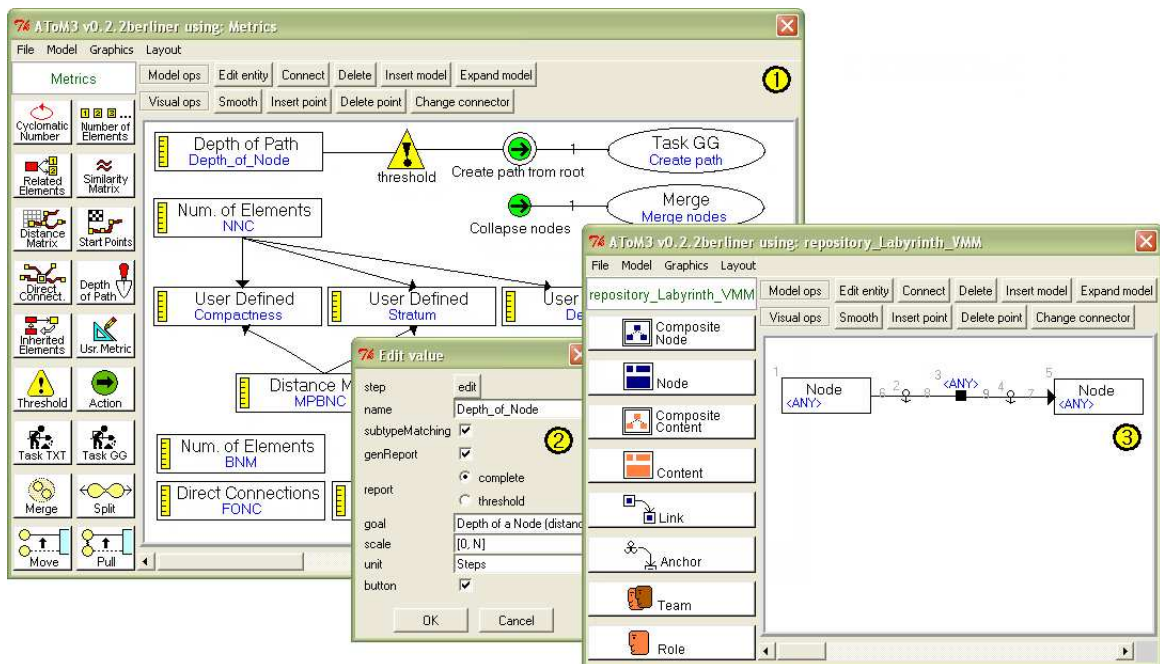 AToM3 v0.2.2berliner using: Metrics
File Model Graphics Layout
Metrics
Model ops Edit entity Connect Delete Insert model Expand model
Visual ops Smooth Insert point Delete point Change connector
1
Cyclomatic Number
1 2 3 ...
Number of Elements
Related Elements
1
2
Similarity Matrix
Distance Matrix
Start Points
Direct Connect.
Depth of Path
Inherited Elements
Usr. Metric
Threshold
Action
Task TXT
Task GG
Merge
Split
Move
Pull
Depth of Path
Depth_of_Node
threshold
Create path from root
1
Task GG
Create path
Num. of Elements
NNC
Collapse nodes
1
Merge
Merge nodes
User Defined
Compactness
User Defined
Stratum
User
De
Distance M
MPBNC
Num. of Elements
BNM
Direct Connections
FONC
Edit value
step edit
name Depth_of_Node
subtypeMatching
genReport
2
report
complete
threshold
goal Depth of a Node (distanc
scale [0, N]
unit Steps
button
OK Cancel
AToM3 v0.2.2berliner using: repository_Labyrinth_VMM
File Model Graphics Layout
repository_Labyrinth_VMM
Model ops Edit entity Connect Delete Insert model Expand model
Visual ops Smooth Insert point Delete point Change connector
Composite Node
Node
Composite Content
Content
Link
Anchor
Team
Role
1
Node
<ANY>
6
2
8
3
<ANY>
9
4
7
5
Node
<ANY>
3